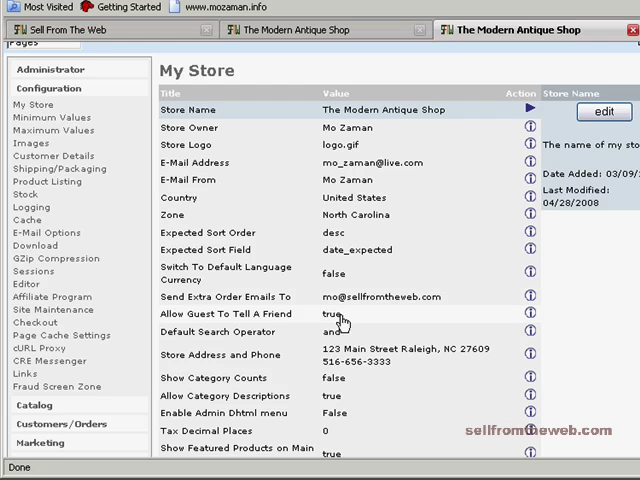 Most Visited Getting Started www.mozaman.info
Sell From The Web The Modern Antique Shop The Modern Antique Shop
Pages
Administrator
Configuration
My Store
Minimum Values
Maximum Values
Images
Customer Details
Shipping/Packaging
Product Listing
Stock
Logging
Cache
E-Mail Options
Download
GZip Compression
Sessions
Editor
Affiliate Program
Site Maintenance
Checkout
Page Cache Settings
cURL Proxy
CRE Messenger
Links
Fraud Screen Zone
Catalog
Customers/Orders
Marketing
My Store
Title Value Action
Store Name The Modern Antique Shop
Store Owner Mo Zaman
Store Logo logo.gif
E-Mail Address mo_zaman@live.com
E-Mail From Mo Zaman
Country United States
Zone North Carolina
Expected Sort Order desc
Expected Sort Field date_expected
Switch To Default Language
Currency false
Send Extra Order Emails To mo@sellfromtheweb.com
Allow Guest To Tell A Friend true
Default Search Operator and
Store Address and Phone 123 Main Street Raleigh, NC 27609
516-656-3333
Show Category Counts false
Allow Category Descriptions true
Enable Admin Dhtml menu False
Tax Decimal Places 0
Show Featured Products on Main
true
Store Name
edit
The name of my sto
Date Added: 03/09/
Last Modified:
04/28/2008
sellfromtheweb.com
Done